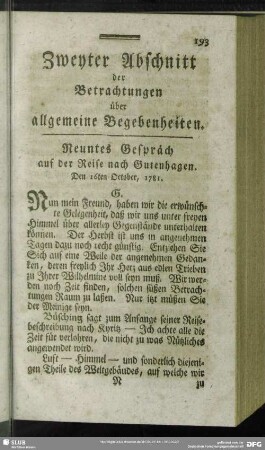 193
Zweyter Abschnitt
der
Betrachtungen
über
allgemeine Begebenheiten.
Neuntes Gespräch
auf der Reise nach Gutenhagen.
Den 16ten October, 1781.
G.
Nun mein Freund, haben wir die erwünsch-
te Gelegenheit, daß wir uns unter freyen
Himmel über allerley Gegenstände unterhalten
können. Der Herbst ist uns in angenehmen
Tagen dazu noch recht günstig. Entziehen Sie
Sich auf eine Weile der angenehmen Gedan-
ken, deren freylich Ihr Herz aus edlen Trieben
zu Ihrer Wilhelmine voll seyn muß. Wir wer-
den noch Zeit finden, solchen süßen Betrach-
tungen Raum zu laßen. Nur itzt müßen Sie
der Meinige seyn.
Büsching sagt zum Anfange seiner Reise-
beschreibung nach Kyritz — Ich achte alle die
Zeit für verlohren, die nicht zu was Nützliches
angewendet wird.
Luft — Himmel — und sonderlich diejeni-
gen Theile des Weltgebäudes, auf welche wir
N zu
SLUB
DFG